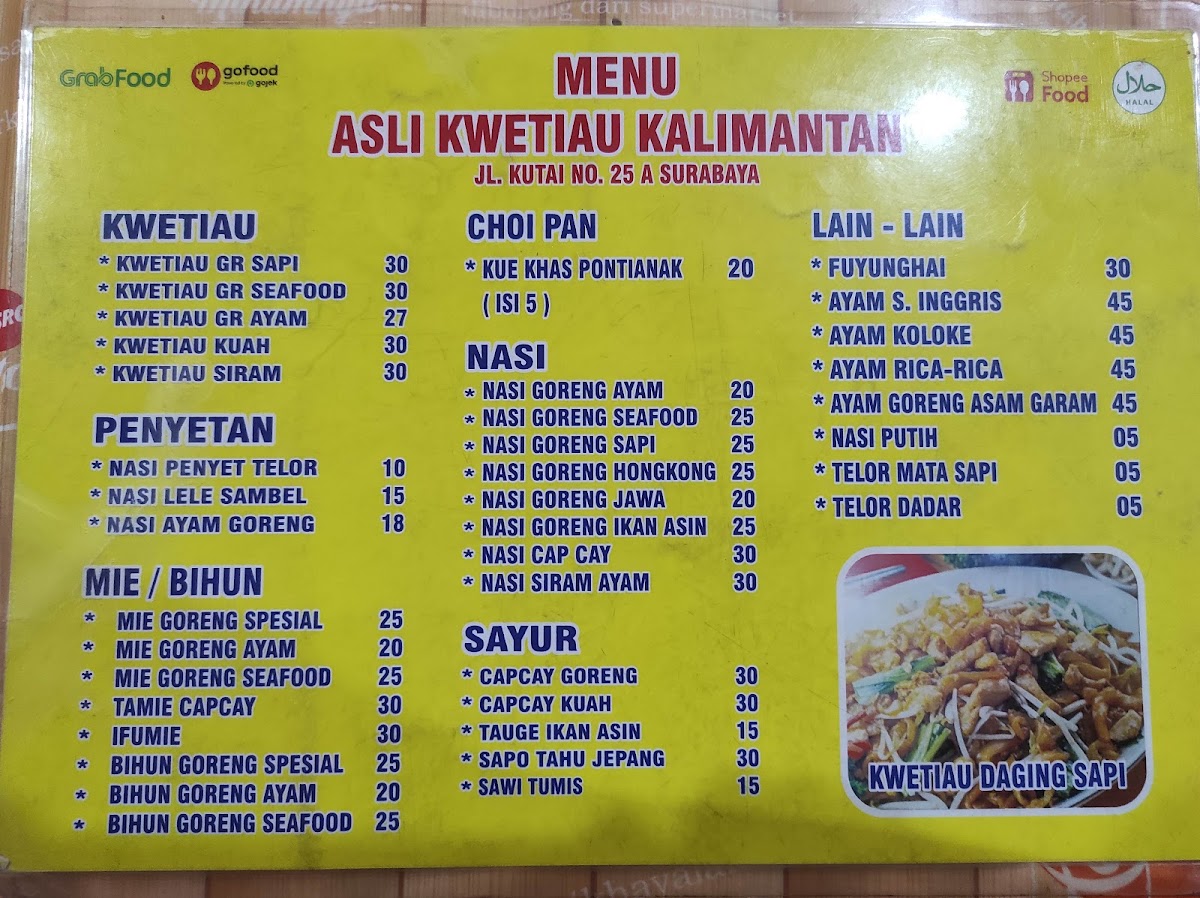 GrabFood
gofood
gojek
Shopee
Food
حلال
HALAL
MENU
ASLI KWETIAU KALIMANTAN
JL. KUTAI NO. 25 A SURABAYA
KWETIAU
* KWETIAU GR SAPI 30
* KWETIAU GR SEAFOOD 30
* KWETIAU GR AYAM 27
* KWETIAU KUAH 30
* KWETIAU SIRAM 30
PENYETAN
* NASI PENYET TELOR 10
* NASI LELE SAMBEL 15
* NASI AYAM GORENG 18
MIE / BIHUN
* MIE GORENG SPESIAL 25
* MIE GORENG AYAM 20
* MIE GORENG SEAFOOD 25
* TAMIE CAPCAY 30
* IFUMIE 30
* BIHUN GORENG SPESIAL 25
* BIHUN GORENG AYAM 20
* BIHUN GORENG SEAFOOD 25
CHOI PAN
* KUE KHAS PONTIANAK 20
( ISI 5 )
NASI
* NASI GORENG AYAM 20
* NASI GORENG SEAFOOD 25
* NASI GORENG SAPI 25
* NASI GORENG HONGKONG 25
* NASI GORENG JAWA 20
* NASI GORENG IKAN ASIN 25
* NASI CAP CAY 30
* NASI SIRAM AYAM 30
SAYUR
* CAPCAY GORENG 30
* CAPCAY KUAH 30
* TAUGE IKAN ASIN 15
* SAPO TAHU JEPANG 30
* SAWI TUMIS 15
LAIN - LAIN
* FUYUNGHAI 30
* AYAM S. INGGRIS 45
* AYAM KOLOKE 45
* AYAM RICA-RICA 45
* AYAM GORENG ASAM GARAM 45
* NASI PUTIH 05
* TELOR MATA SAPI 05
* TELOR DADAR 05
KWETIAU DAGING SAPI